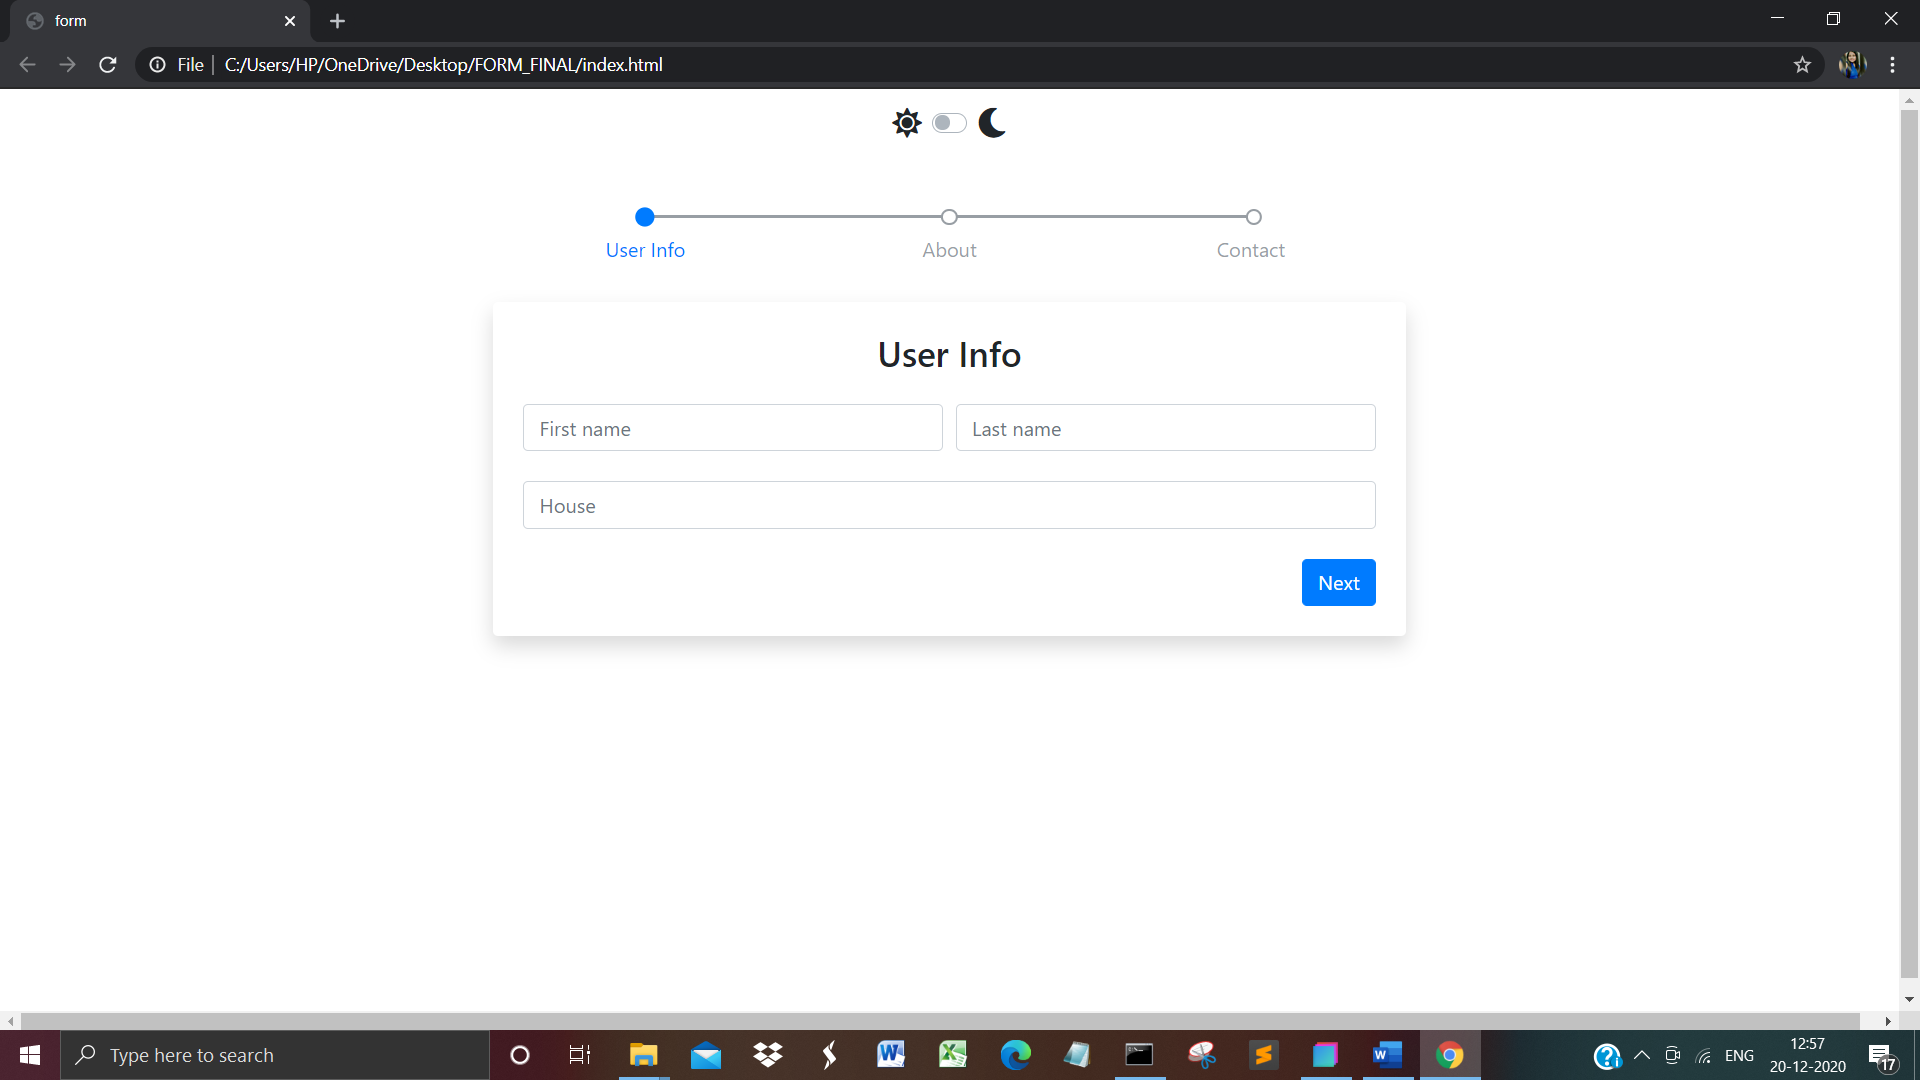 form
File
C:/Users/HP/OneDrive/Desktop/FORM_FINAL/index.html
User Info
About
Contact
User Info
First name
Last name
House
Next
Type here to search
ENG
12:57
20-12-2020
17